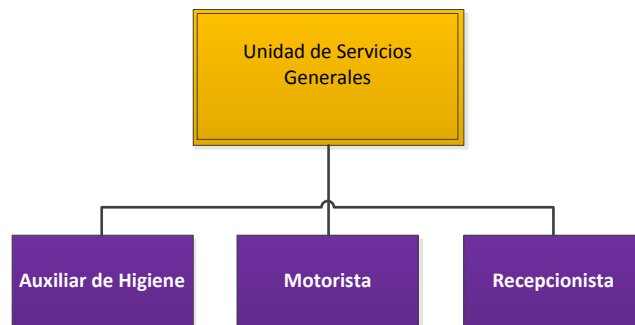 Unidad de Servicios
Generales
Auxiliar de Higiene
Motorista
Recepcionista